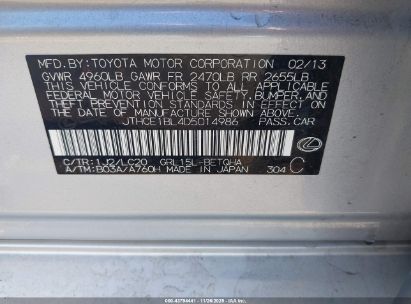 MFD.BY:TOYOTA MOTOR CORPORATION 02/13
GVWR 4960LB GAWR FR 2470LB RR 2655LB
THIS VEHICLE CONFORMS TO ALL APPLICABLE
FEDERAL MOTOR VEHICLE SAFETY, BUMPER, AND
THEFT PREVENTION STANDARDS IN EFFECT ON
THE DATE OF MANUFACTURE SHOWN ABOVE.
JTHCE1BL4D5014986 PASS.CAR
C/TR:1J2/LC20 GRL15L-BETQHA
A/TM:B03A/A760H MADE IN JAPAN 304 C